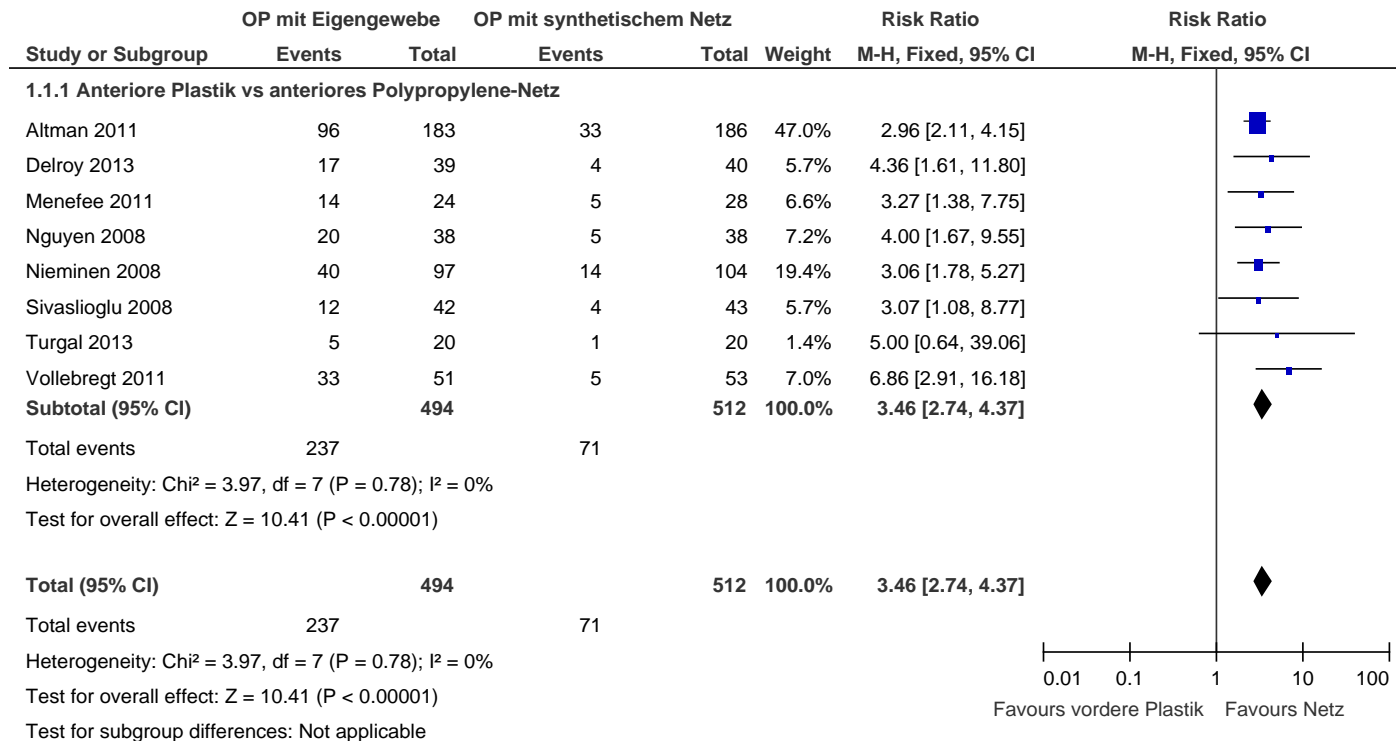 OP mit Eigengewebe OP mit synthetischem Netz Risk Ratio Risk Ratio
Study or Subgroup Events Total Events Total Weight M-H, Fixed, 95% CI M-H, Fixed, 95% CI
1.1.1 Anteriore Plastik vs anteriores Polypropylene-Netz
Altman 2011 96 183 33 186 47.0% 2.96 [2.11, 4.15]
Delroy 2013 17 39 4 40 5.7% 4.36 [1.61, 11.80]
Menefee 2011 14 24 5 28 6.6% 3.27 [1.38, 7.75]
Nguyen 2008 20 38 5 38 7.2% 4.00 [1.67, 9.55]
Nieminen 2008 40 97 14 104 19.4% 3.06 [1.78, 5.27]
Sivaslioglu 2008 12 42 4 43 5.7% 3.07 [1.08, 8.77]
Turgal 2013 5 20 1 20 1.4% 5.00 [0.64, 39.06]
Vollebregt 2011 33 51 5 53 7.0% 6.86 [2.91, 16.18]
Subtotal (95% CI) 494 512 100.0% 3.46 [2.74, 4.37]
Total events 237 71
Heterogeneity: Chi² = 3.97, df = 7 (P = 0.78); I² = 0%
Test for overall effect: Z = 10.41 (P < 0.00001)
Total (95% CI) 494 512 100.0% 3.46 [2.74, 4.37]
Total events 237 71
Heterogeneity: Chi² = 3.97, df = 7 (P = 0.78); I² = 0%
Test for overall effect: Z = 10.41 (P < 0.00001)
Test for subgroup differences: Not applicable
0.01 0.1 1 10 100
Favours vordere Plastik Favours Netz